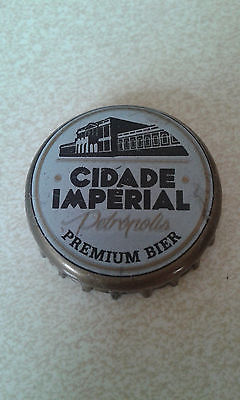 · CIDADE ·
IMPERIAL
Petrópolis
PREMIUM BIER